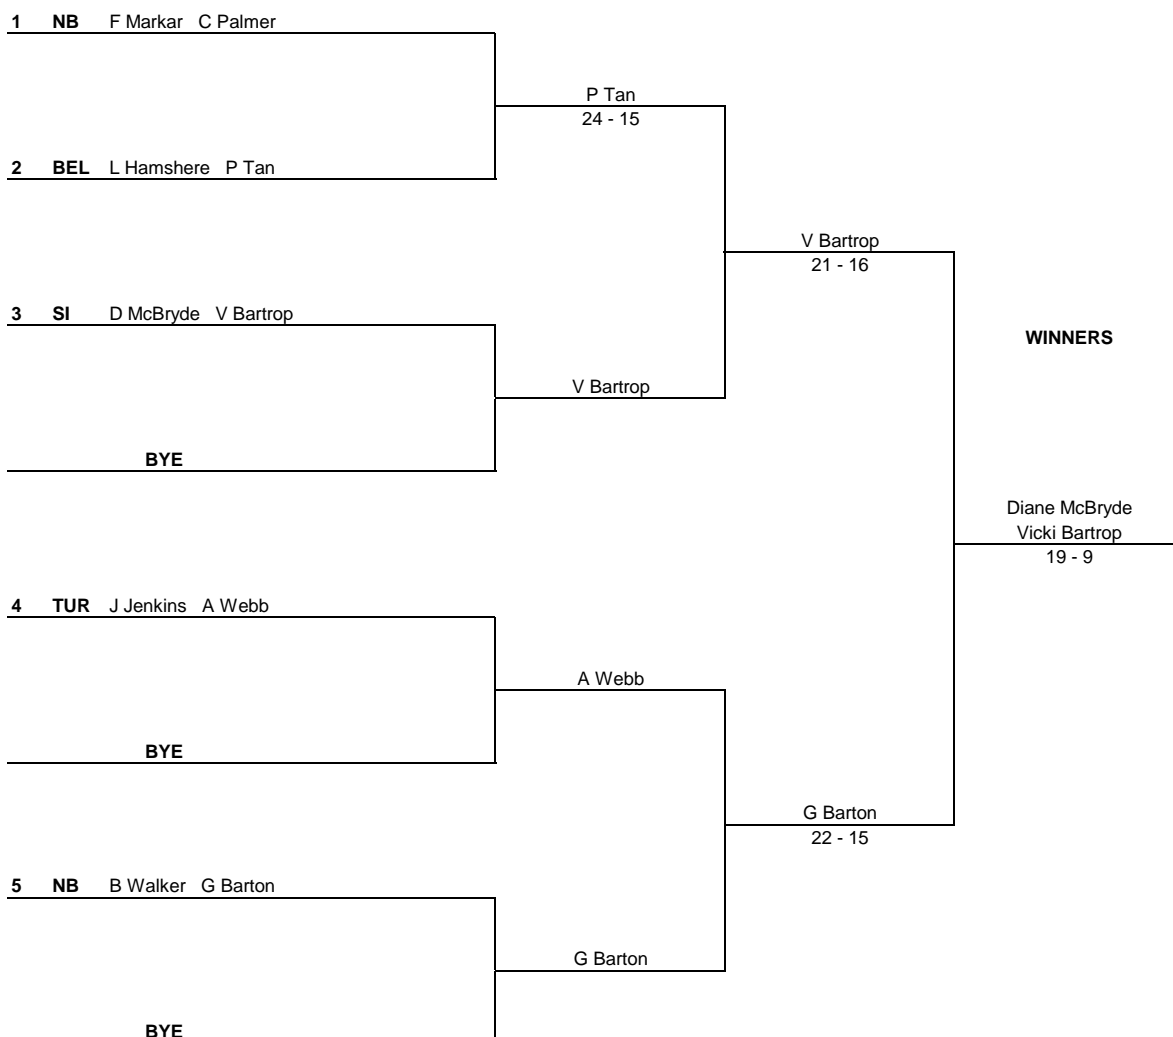 1 NB F Markar C Palmer
P Tan
24 - 15
2 BEL L Hamshere P Tan
V Bartrop
21 - 16
3 SI D McBryde V Bartrop
WINNERS
V Bartrop
BYE
Diane McBryde
Vicki Bartrop
19 - 9
4 TUR J Jenkins A Webb
A Webb
BYE
G Barton
22 - 15
5 NB B Walker G Barton
G Barton
BYE